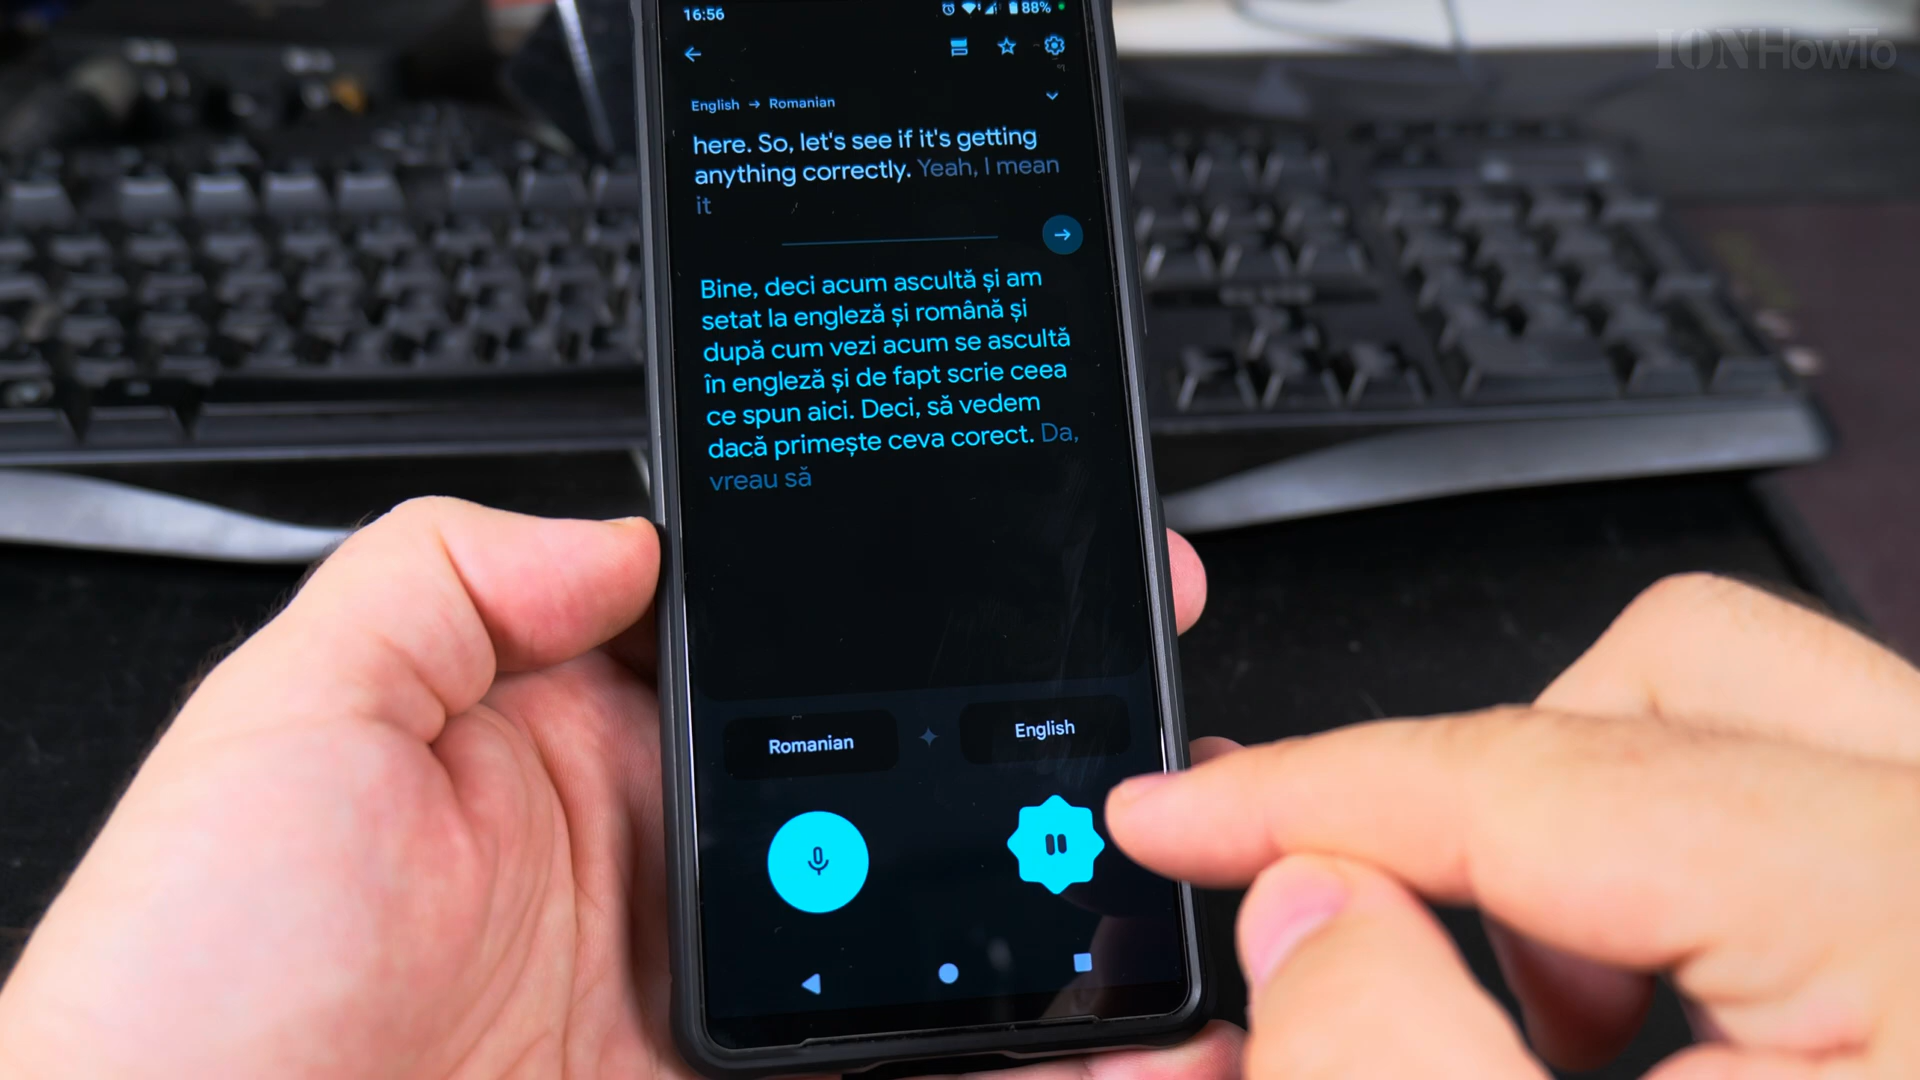 16:56
88%
IONHowTo
English → Romanian
here. So, let's see if it's getting
anything correctly. Yeah, I mean
it
Bine, deci acum ascultă și am
setat la engleză și română și
după cum vezi acum se ascultă
în engleză și de fapt scrie ceea
ce spun aici. Deci, să vedem
dacă primește ceva corect. Da,
vreau să
Romanian
English